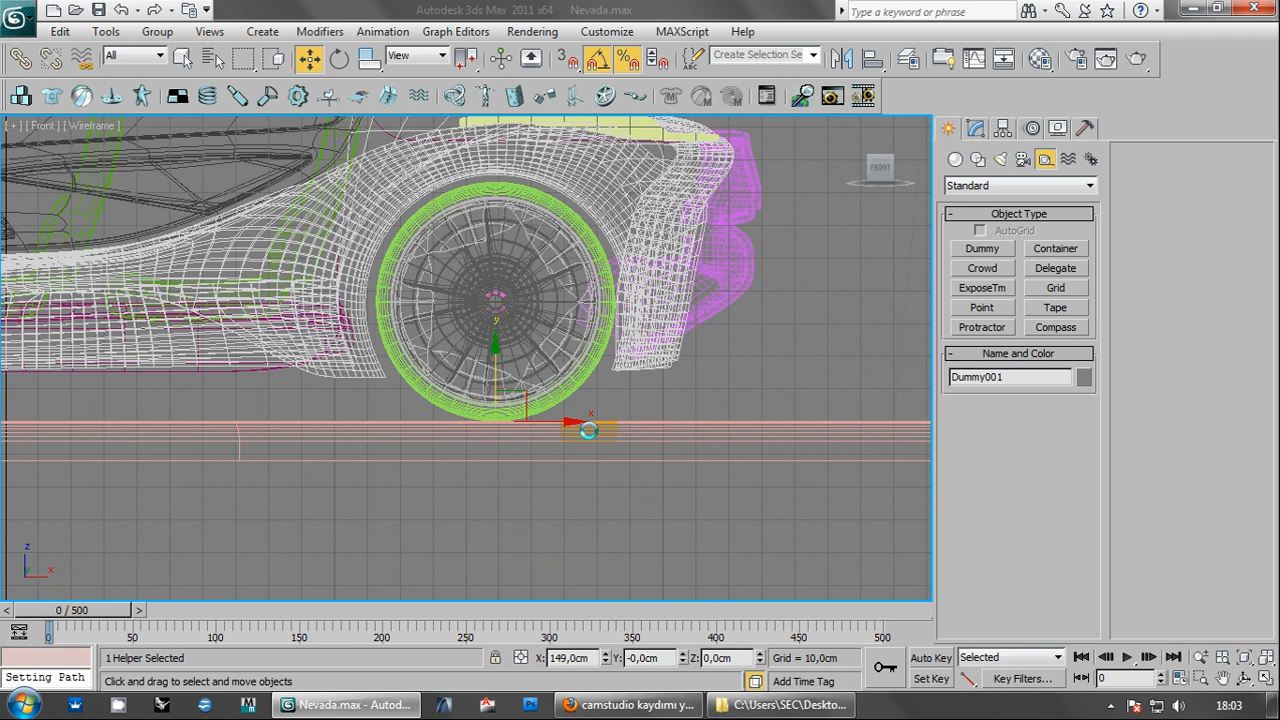 Autodesk 3ds Max 2011 x64 Nevada.max
Type a keyword or phrase
Edit Tools Group Views Create Modifiers Animation Graph Editors Rendering Customize MAXScript Help
All View 3 Create Selection Se
[ + ] [ Front ] [ Wireframe ]
FRONT
Standard
- Object Type
AutoGrid
Dummy Container
Crowd Delegate
ExposeTm Grid
Point Tape
Protractor Compass
- Name and Color
Dummy001
y
x
z
y x
< 0 / 500 >
0 50 100 150 200 250 300 350 400 450 500
1 Helper Selected X: 149,0cm Y: -0,0cm Z: 0,0cm Grid = 10,0cm Auto Key Selected
Setting Path Click and drag to select and move objects Add Time Tag Set Key Key Filters... 0
Nevada.max - Autod... camstudio kaydımı y... C:\Users\SEC\Deskto... 18:03